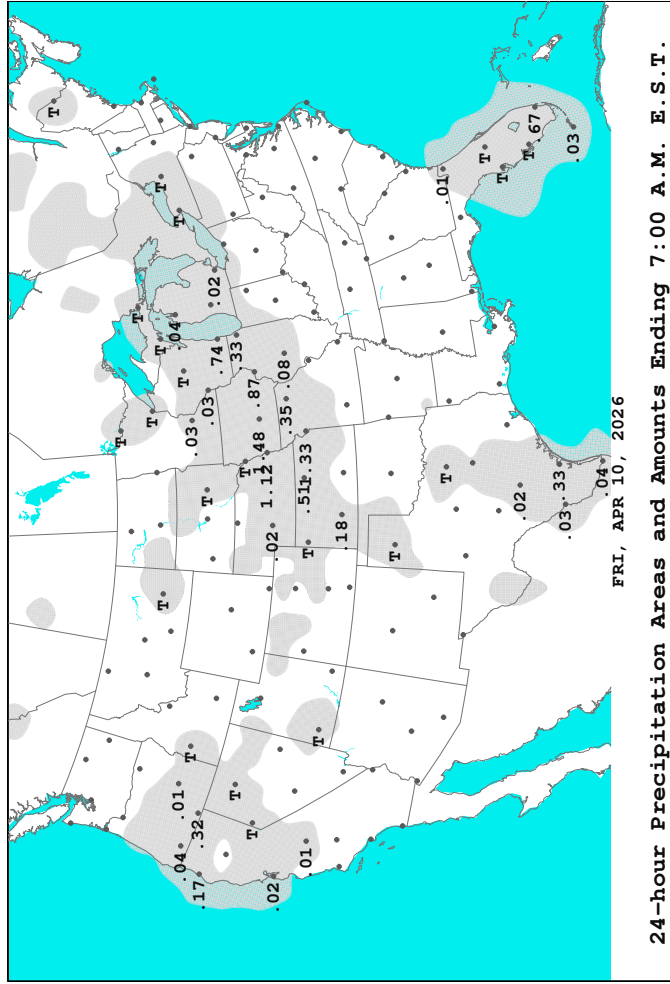 T
T
T
T
T
T
T
.04
T
.01
.04
T
T
.03
.32
.17
T
.03
.02
.74
T
.33
T
T
.87
.48
1.12
.02
.02
.08
.35
.01
.51
1.33
T
T
.18
T
.01
T
T
T
.02
T
.67
.33
.03
.03
.04
FRI, APR 10, 2026
24-hour Precipitation Areas and Amounts Ending 7:00 A.M. E.S.T.